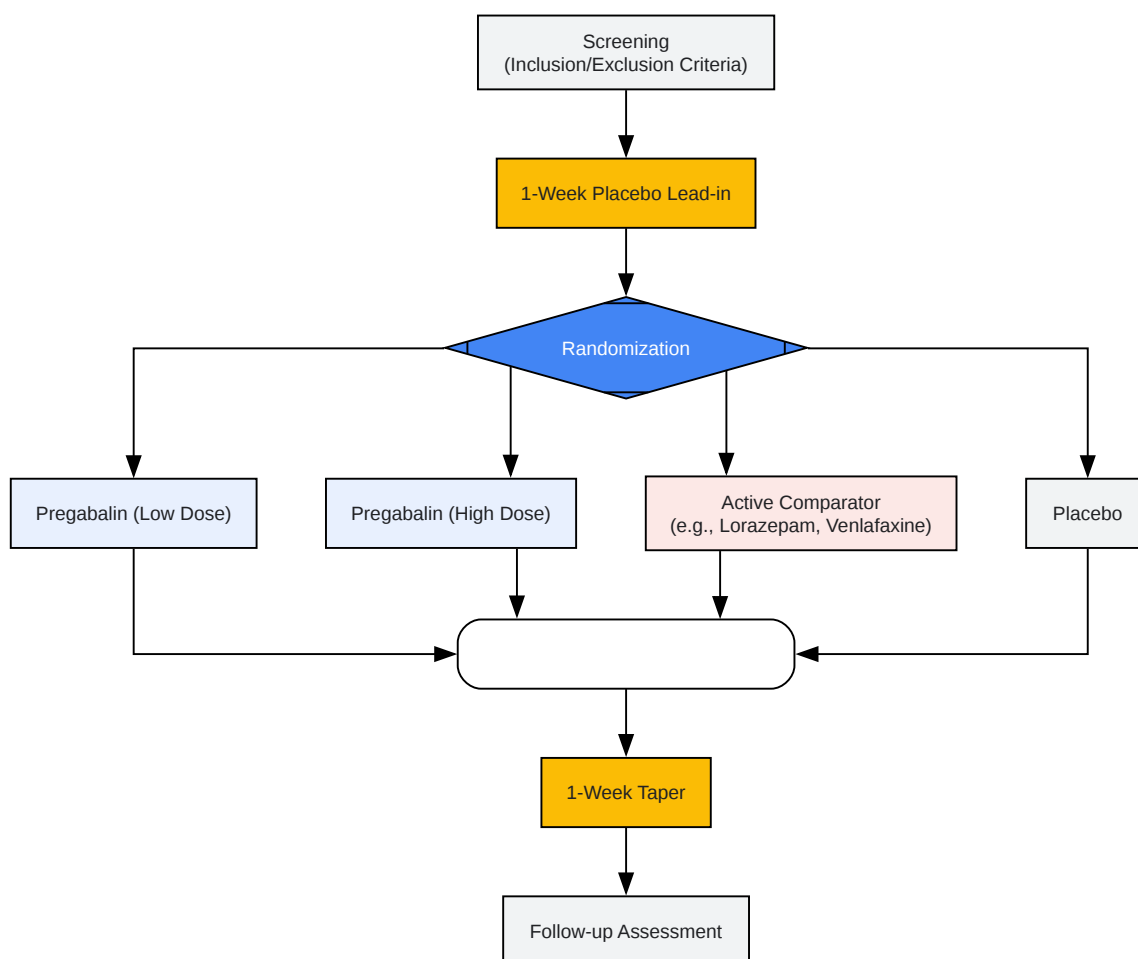 Screening
(Inclusion/Exclusion Criteria)
1-Week Placebo Lead-in
Randomization
Pregabalin (Low Dose)
Pregabalin (High Dose)
Active Comparator
(e.g., Lorazepam, Venlafaxine)
Placebo
1-Week Taper
Follow-up Assessment